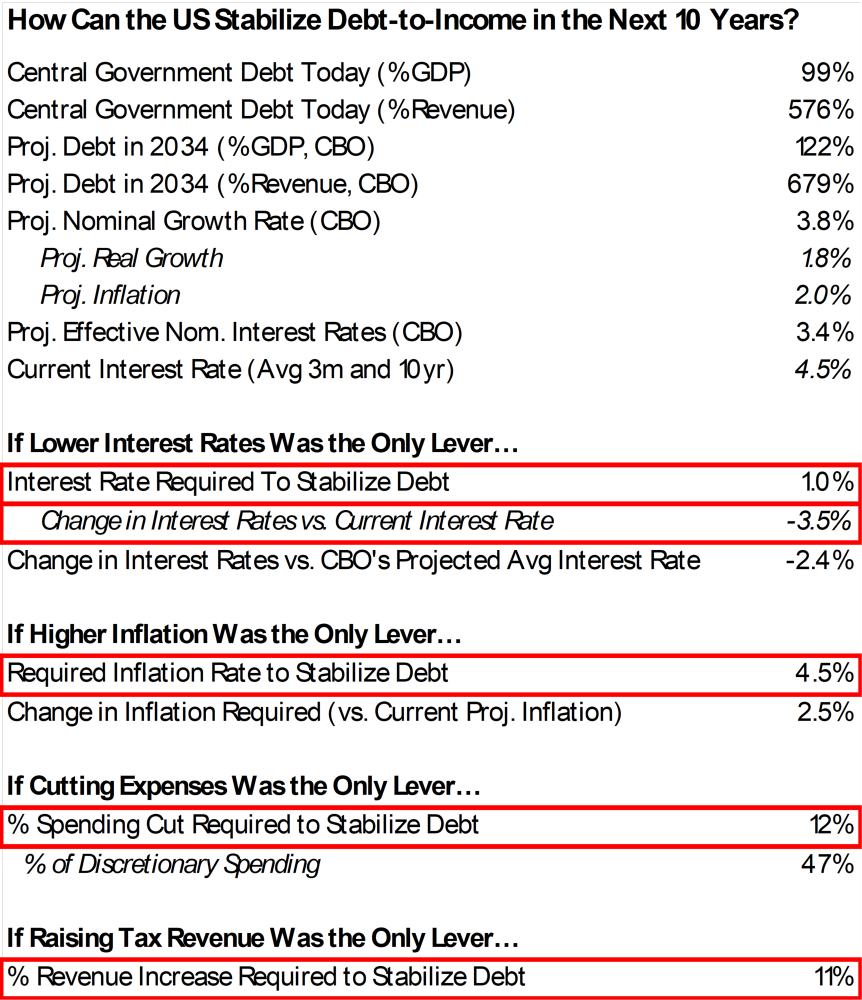 How Can the US Stabilize Debt-to-Income in the Next 10 Years?
Central Government Debt Today (%GDP) 99%
Central Government Debt Today (%Revenue) 576%
Proj. Debt in 2034 (%GDP, CBO) 122%
Proj. Debt in 2034 (%Revenue, CBO) 679%
Proj. Nominal Growth Rate (CBO) 3.8%
Proj. Real Growth 1.8%
Proj. Inflation 2.0%
Proj. Effective Nom. Interest Rates (CBO) 3.4%
Current Interest Rate (Avg 3m and 10yr) 4.5%
If Lower Interest Rates Was the Only Lever...
Interest Rate Required To Stabilize Debt 1.0%
Change in Interest Rates vs. Current Interest Rate -3.5%
Change in Interest Rates vs. CBO's Projected Avg Interest Rate -2.4%
If Higher Inflation Was the Only Lever...
Required Inflation Rate to Stabilize Debt 4.5%
Change in Inflation Required (vs. Current Proj. Inflation) 2.5%
If Cutting Expenses Was the Only Lever...
% Spending Cut Required to Stabilize Debt 12%
% of Discretionary Spending 47%
If Raising Tax Revenue Was the Only Lever...
% Revenue Increase Required to Stabilize Debt 11%